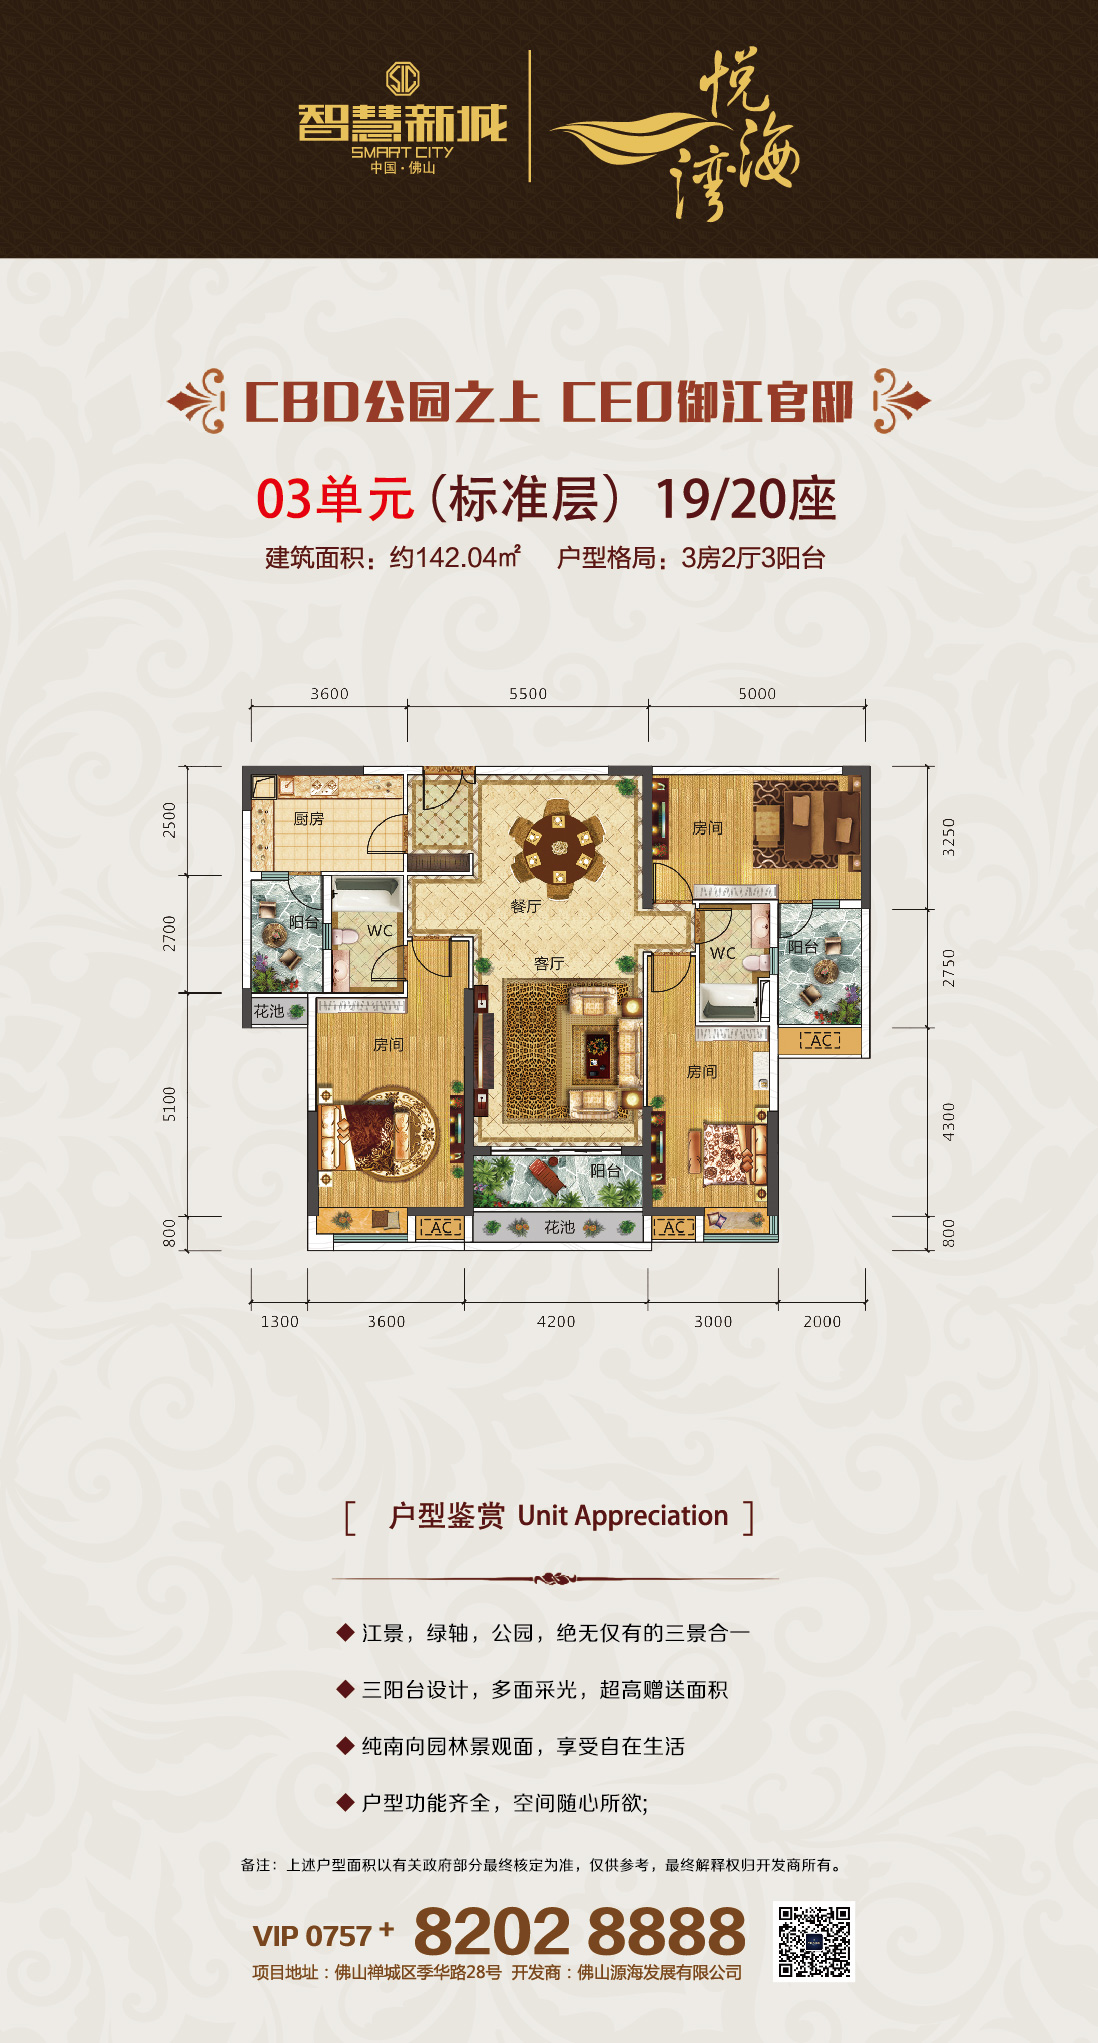 SIC
智慧新城
SMART CITY
中国·佛山
悦海湾
CBD公园之上 CEO御江官邸
03单元（标准层） 19/20座
建筑面积：约142.04㎡ 户型格局：3房2厅3阳台
3600 5500 5000
2500
2700
5100
800
3250
2750
4300
800
厨房
房间
餐厅
阳台
WC
客厅
WC
阳台
花池
房间
房间
AC
阳台
AC
花池
AC
1300 3600 4200 3000 2000
户型鉴赏 Unit Appreciation
江景，绿轴，公园，绝无仅有的三景合一
三阳台设计，多面采光，超高赠送面积
纯南向园林景观面，享受自在生活
户型功能齐全，空间随心所欲;
备注：上述户型面积以有关政府部分最终核定为准，仅供参考，最终解释权归开发商所有。
VIP 0757+ 8202 8888
项目地址：佛山禅城区季华路28号 开发商：佛山源海发展有限公司